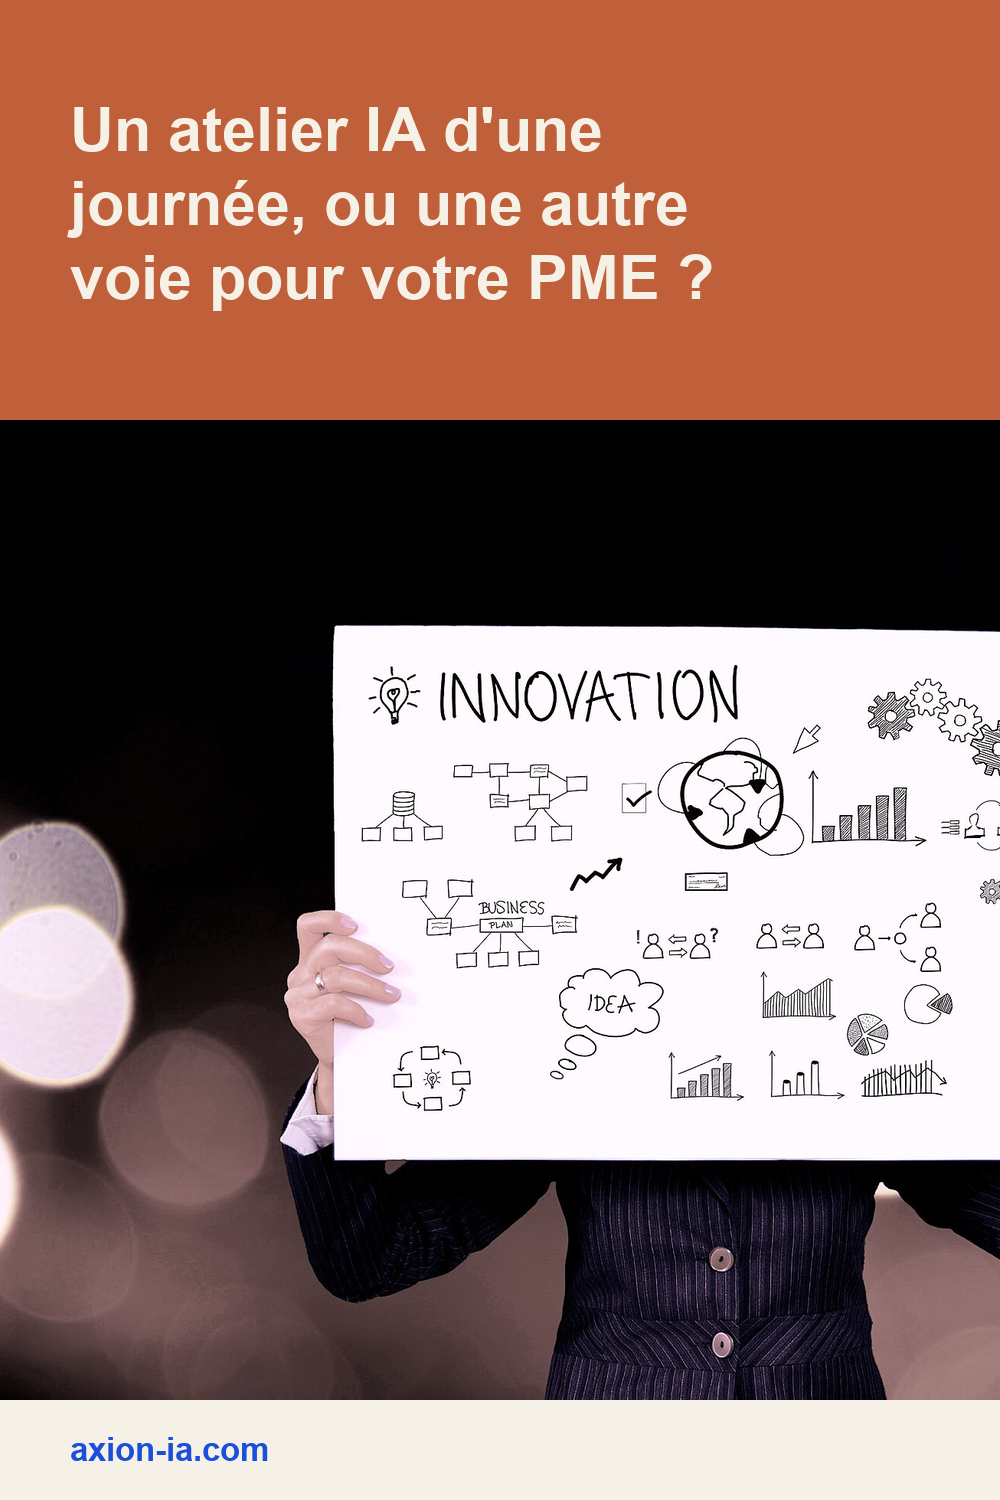 Un atelier IA d'une
journée, ou une autre
voie pour votre PME ?
INNOVATION
BUSINESS
PLAN
! ?
IDEA
axion-ia.com